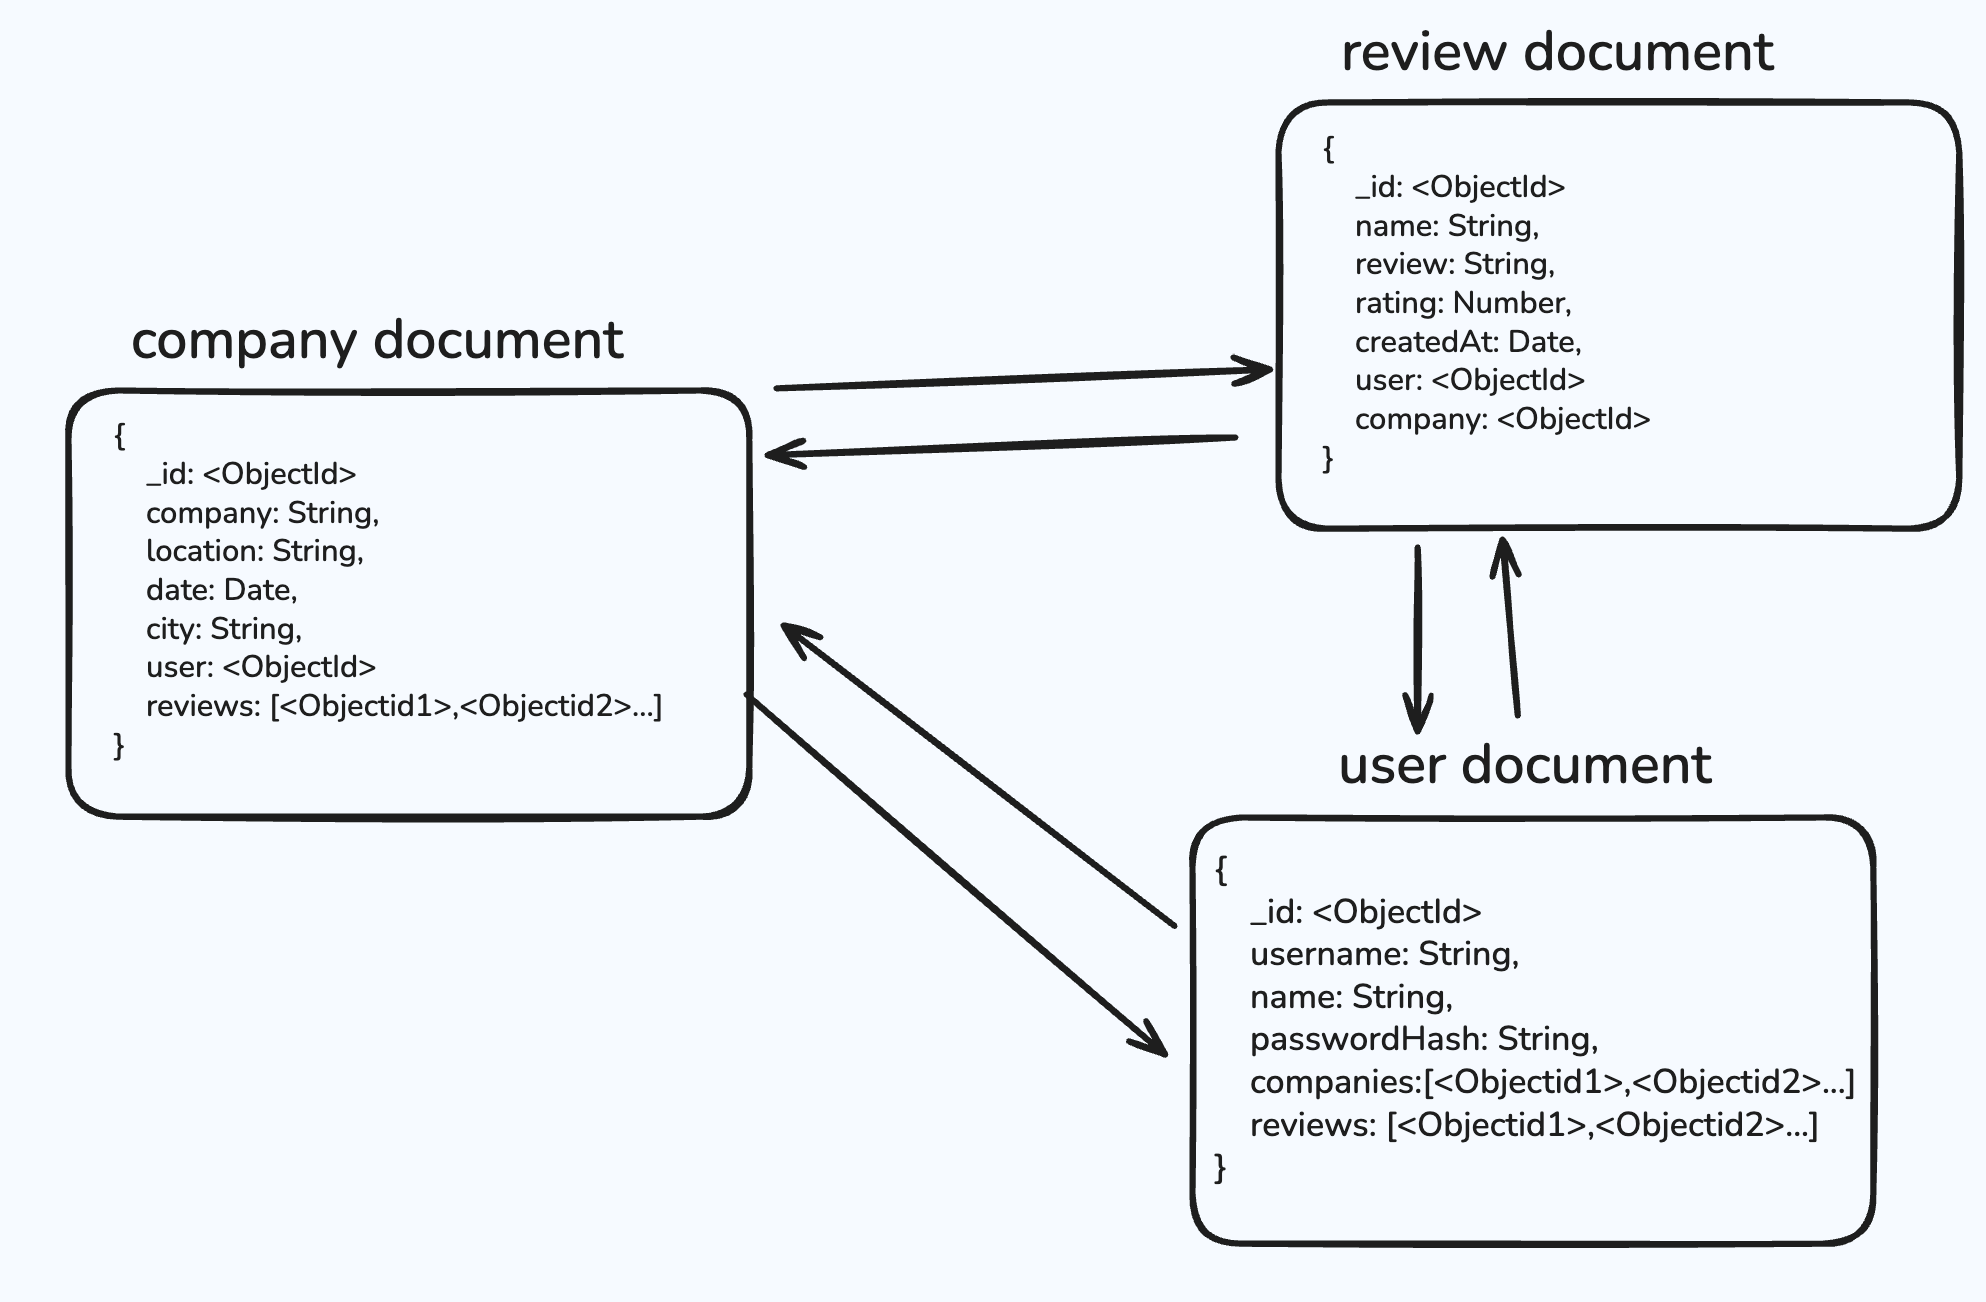 review document
{
_id: <ObjectId>
name: String,
review: String,
rating: Number,
createdAt: Date,
user: <ObjectId>
company: <ObjectId>
}
company document
{
_id: <ObjectId>
company: String,
location: String,
date: Date,
city: String,
user: <ObjectId>
reviews: [<Objectid1>,<Objectid2>...]
}
user document
{
_id: <ObjectId>
username: String,
name: String,
passwordHash: String,
companies:[<Objectid1>,<Objectid2>...]
reviews: [<Objectid1>,<Objectid2>...]
}